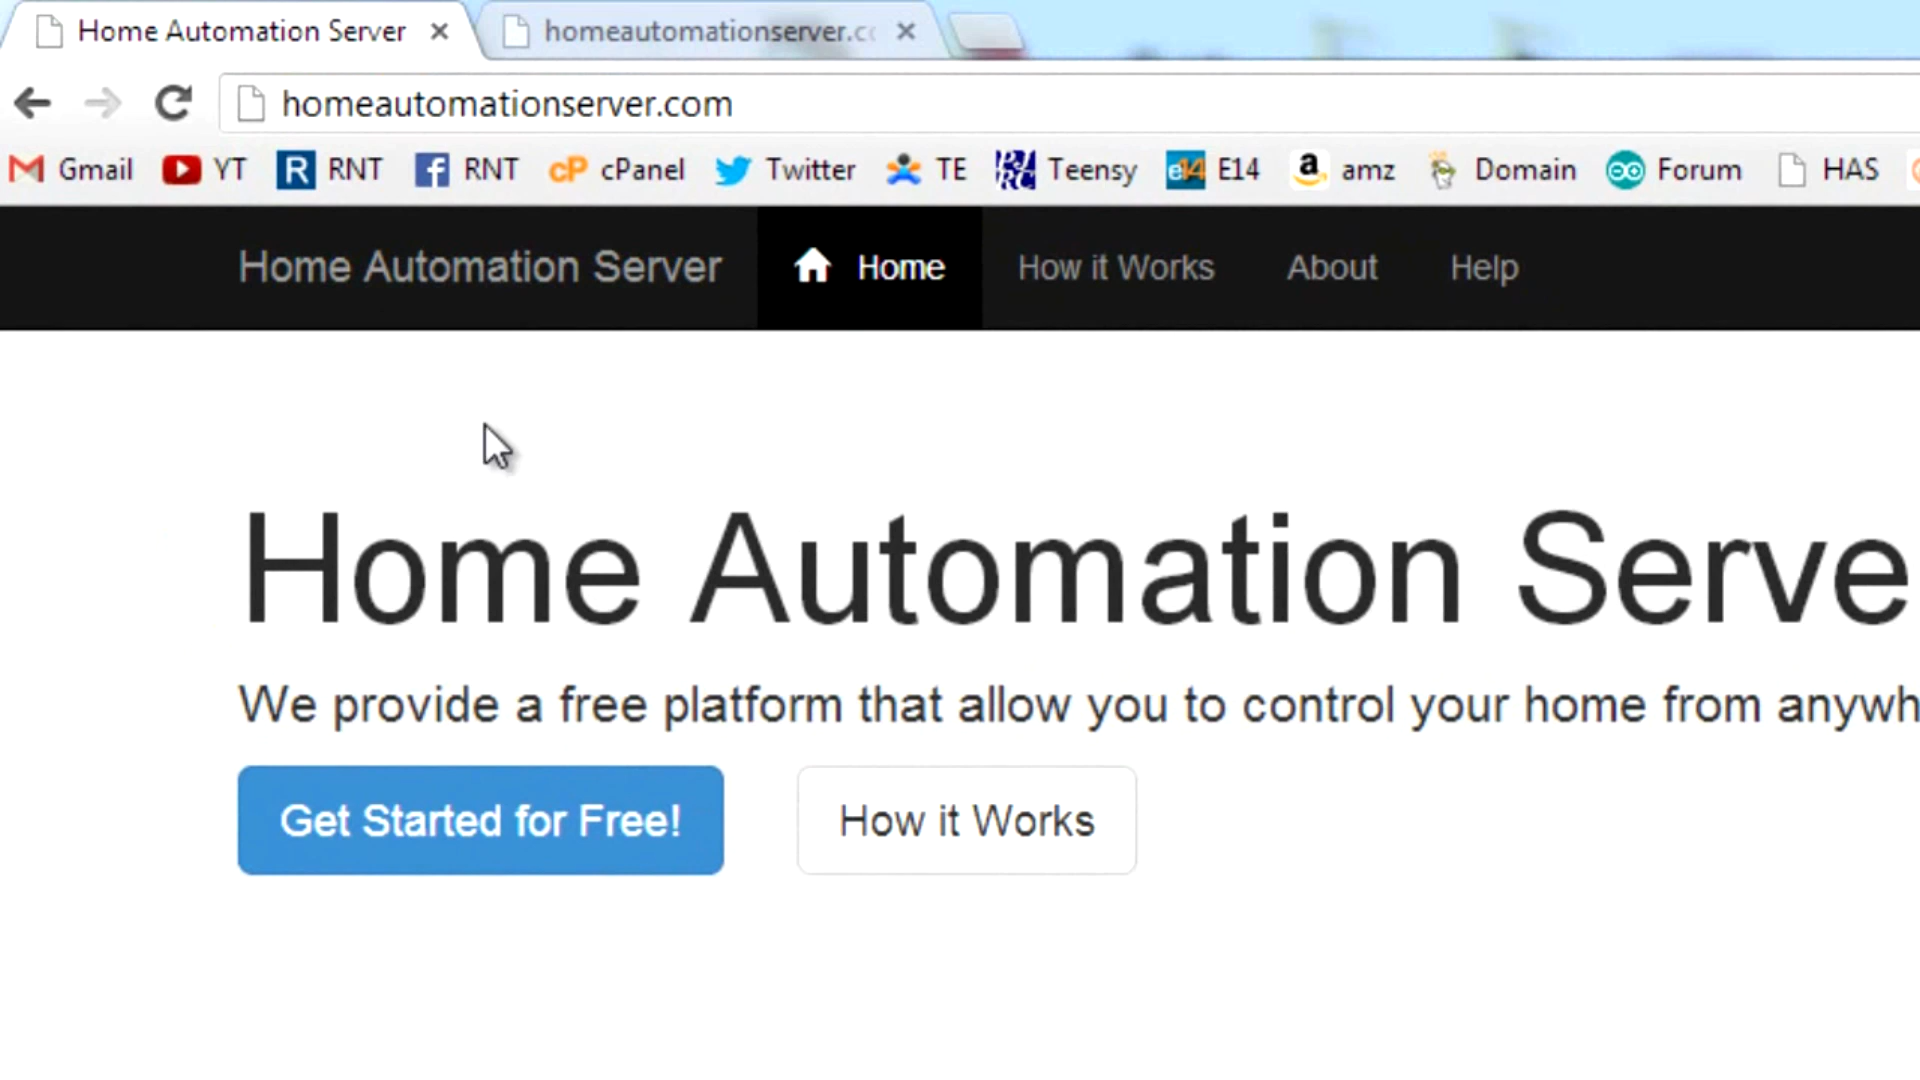 Home Automation Server
homeautomationserver.c
homeautomationserver.com
Gmail YT RNT RNT cPanel Twitter TE Teensy E14 amz Domain Forum HAS
Home Automation Server Home How it Works About Help
Home Automation Serve
We provide a free platform that allow you to control your home from anywh
Get Started for Free! How it Works